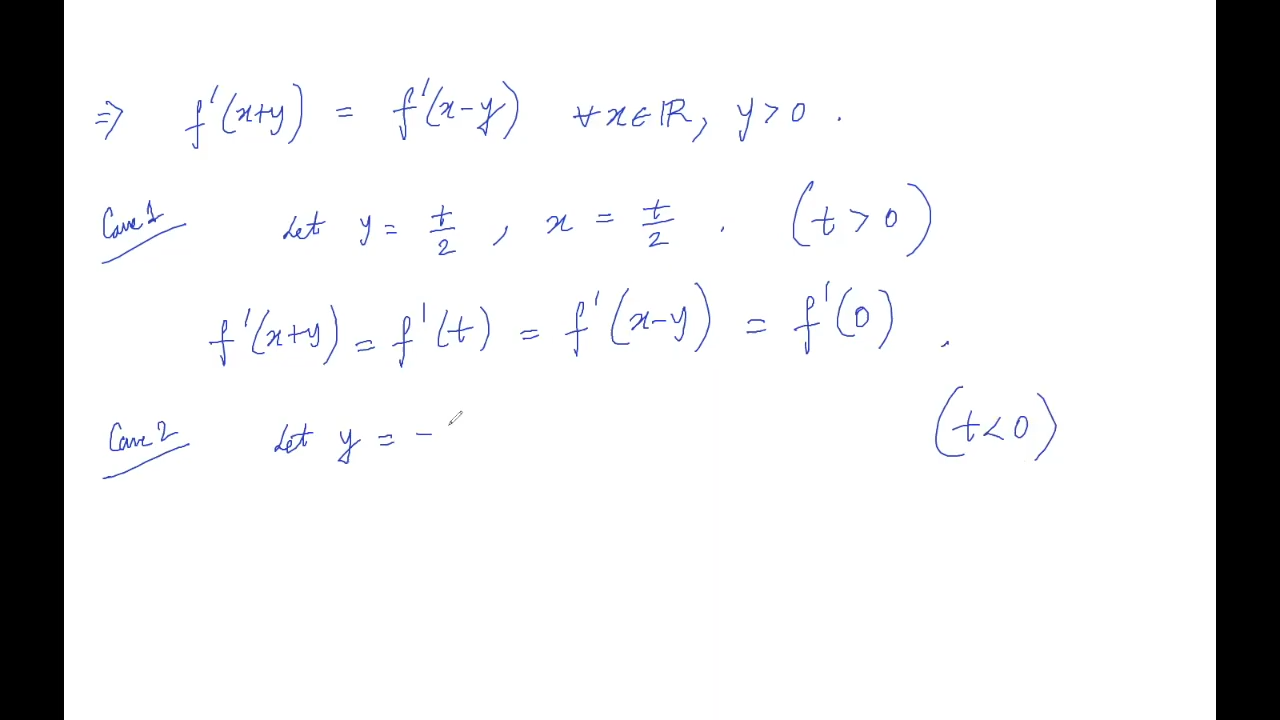 ⇒ f'(x+y) = f'(x-y) ∀x∈ℝ, y>0 .
Case 1 Let y = t/2 , x = t/2 . (t>0)
f'(x+y) = f'(t) = f'(x-y) = f'(0) .
Case 2 Let y = - (t<0)